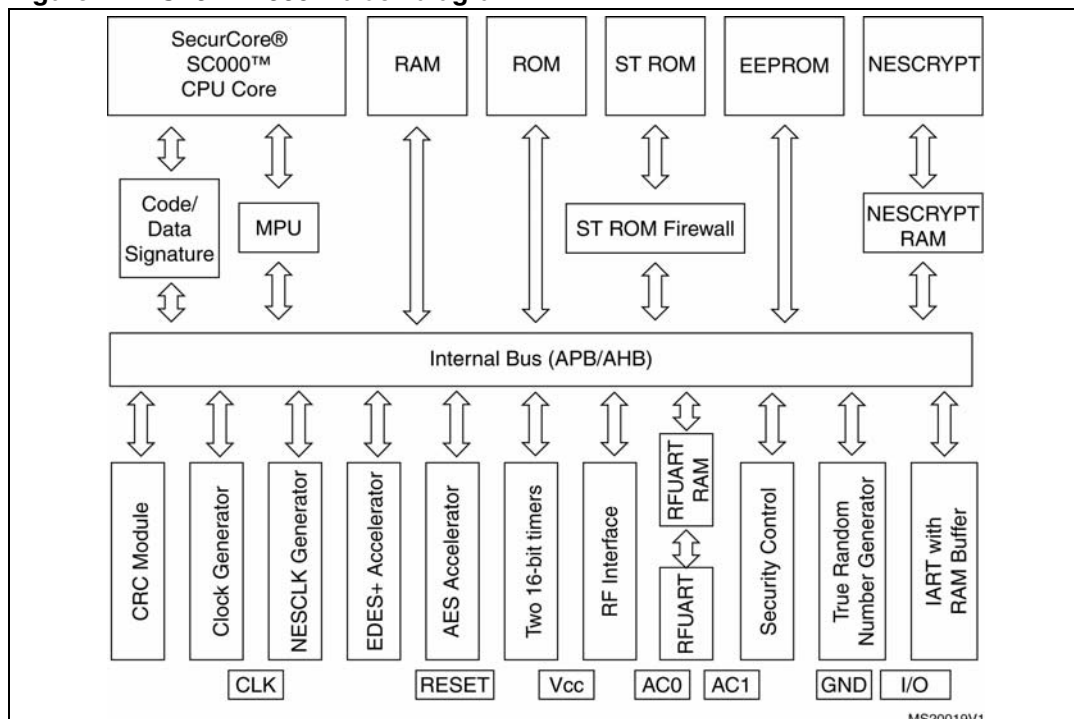 SecurCore®
SC000™
CPU Core
RAM
ROM
ST ROM
EEPROM
NESCRYPT
Code/
Data
Signature
MPU
ST ROM Firewall
NESCRYPT
RAM
Internal Bus (APB/AHB)
CRC Module
Clock Generator
NESCLK Generator
EDES+ Accelerator
AES Accelerator
Two 16-bit timers
RF Interface
RFUART
RAM
RFUART
Security Control
True Random
Number Generator
IART with
RAM Buffer
CLK
RESET
Vcc
AC0
AC1
GND
I/O